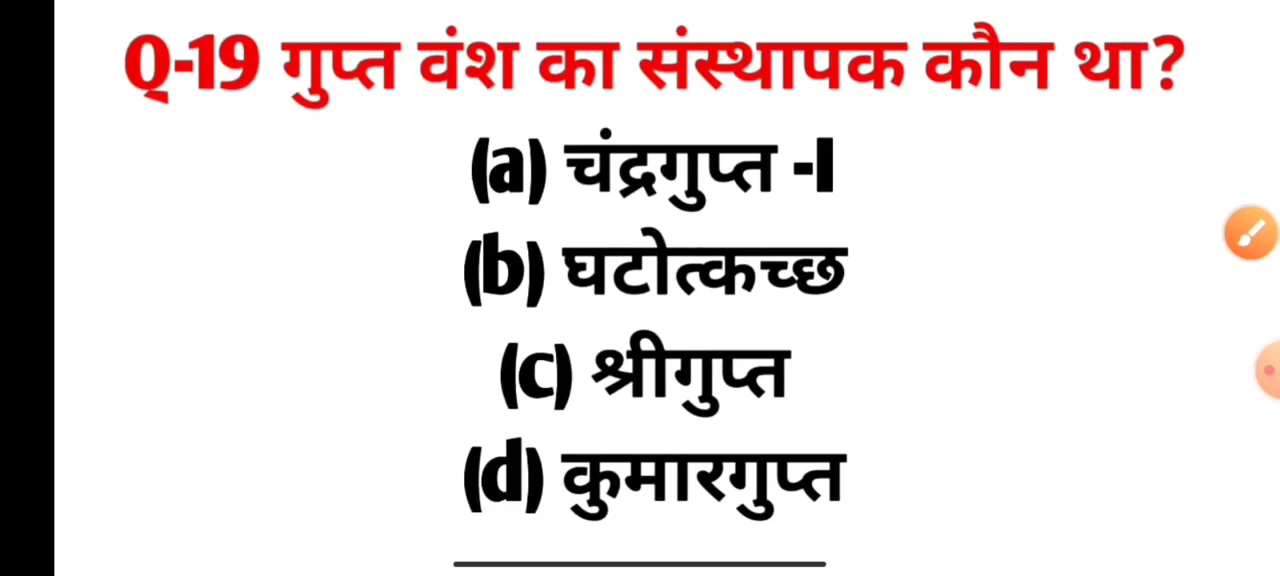 Q-19 गुप्त वंश का संस्थापक कौन था?
(a) चंद्रगुप्त -I
(b) घटोत्कच्छ
(c) श्रीगुप्त
(d) कुमारगुप्त